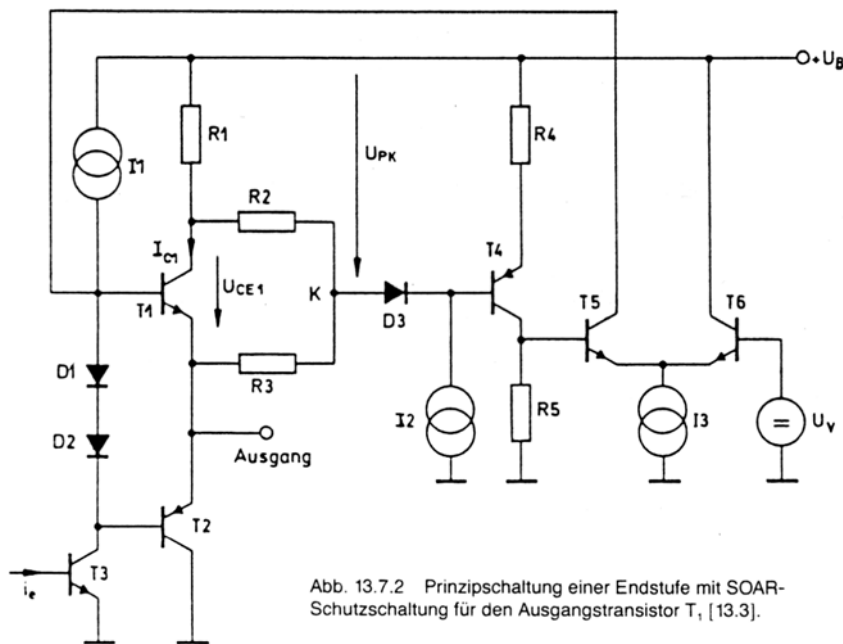 +U_B
R1
R4
I1
U_PK
R2
I_C1
T4
U_CE1
K
T5
T6
T1
D3
D1
R3
I2
R5
I3
=
U_V
D2
Ausgang
T2
T3
i_e
Abb. 13.7.2 Prinzipschaltung einer Endstufe mit SOAR-
Schutzschaltung für den Ausgangstransistor T₁ [13.3].